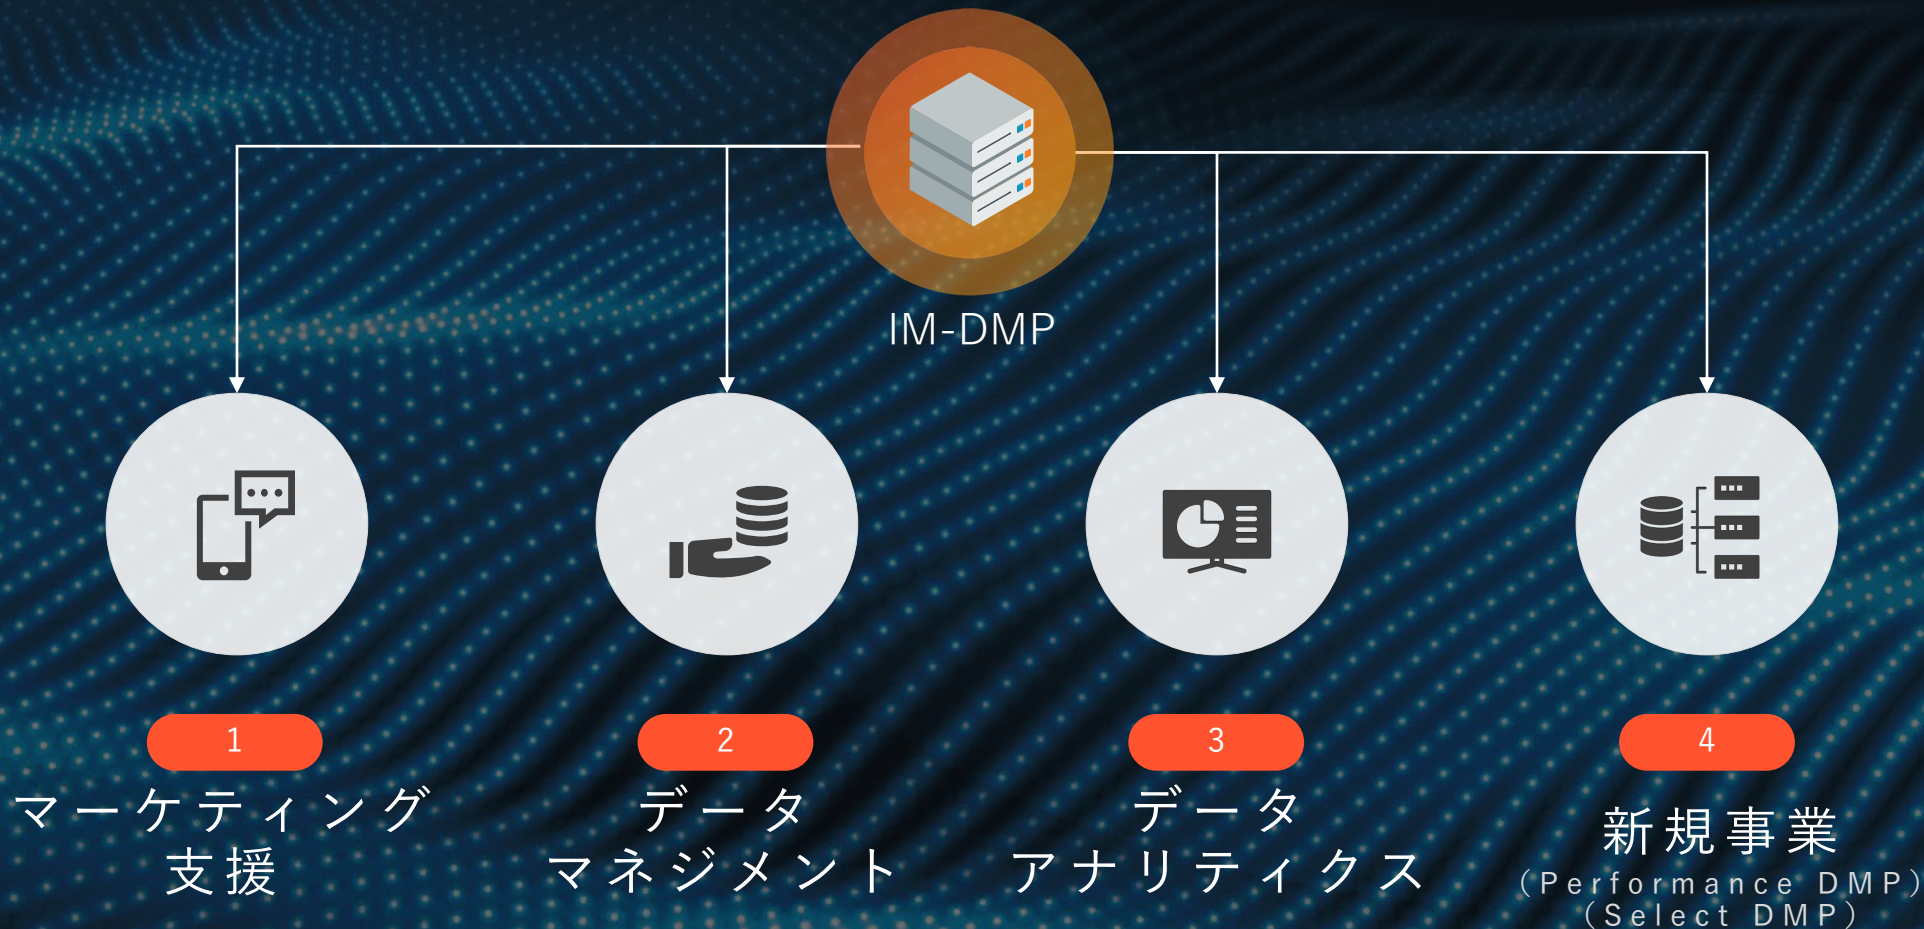 IM-DMP
1
マーケティング
支援
2
データ
マネジメント
3
データ
アナリティクス
4
新規事業
（Performance DMP）
（Select DMP）